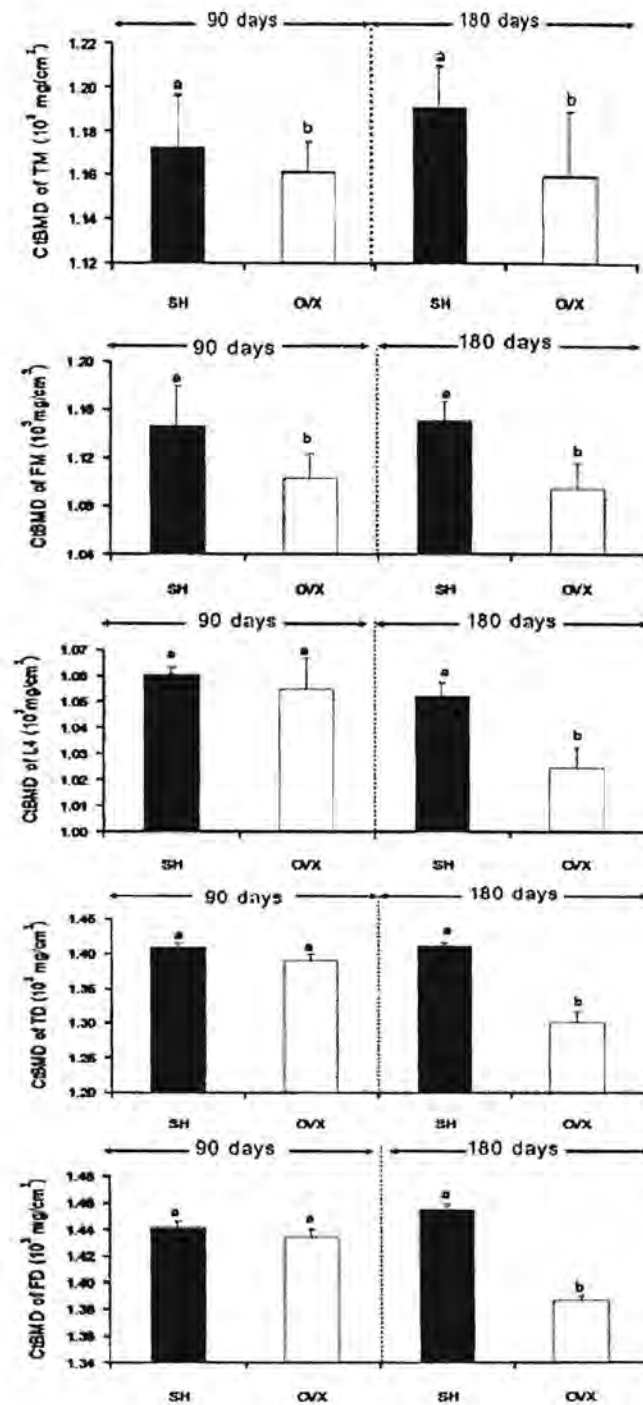 90 days 180 days
CtBMD of TM (10³ mg/cm³)
1.22
1.20
1.18
1.16
1.14
1.12
a b a b
SH OVX SH OVX
90 days 180 days
CtBMD of FM (10³ mg/cm³)
1.20
1.16
1.12
1.08
1.04
a b a b
SH OVX SH OVX
90 days 180 days
CtBMD of L4 (10³ mg/cm³)
1.07
1.06
1.05
1.04
1.03
1.02
1.01
1.00
a a a b
SH OVX SH OVX
90 days 180 days
CtBMD of TD (10³ mg/cm³)
1.45
1.40
1.35
1.30
1.25
1.20
a a a b
SH OVX SH OVX
90 days 180 days
CtBMD of FD (10³ mg/cm³)
1.48
1.46
1.44
1.42
1.40
1.38
1.36
1.34
a a a b
SH OVX SH OVX